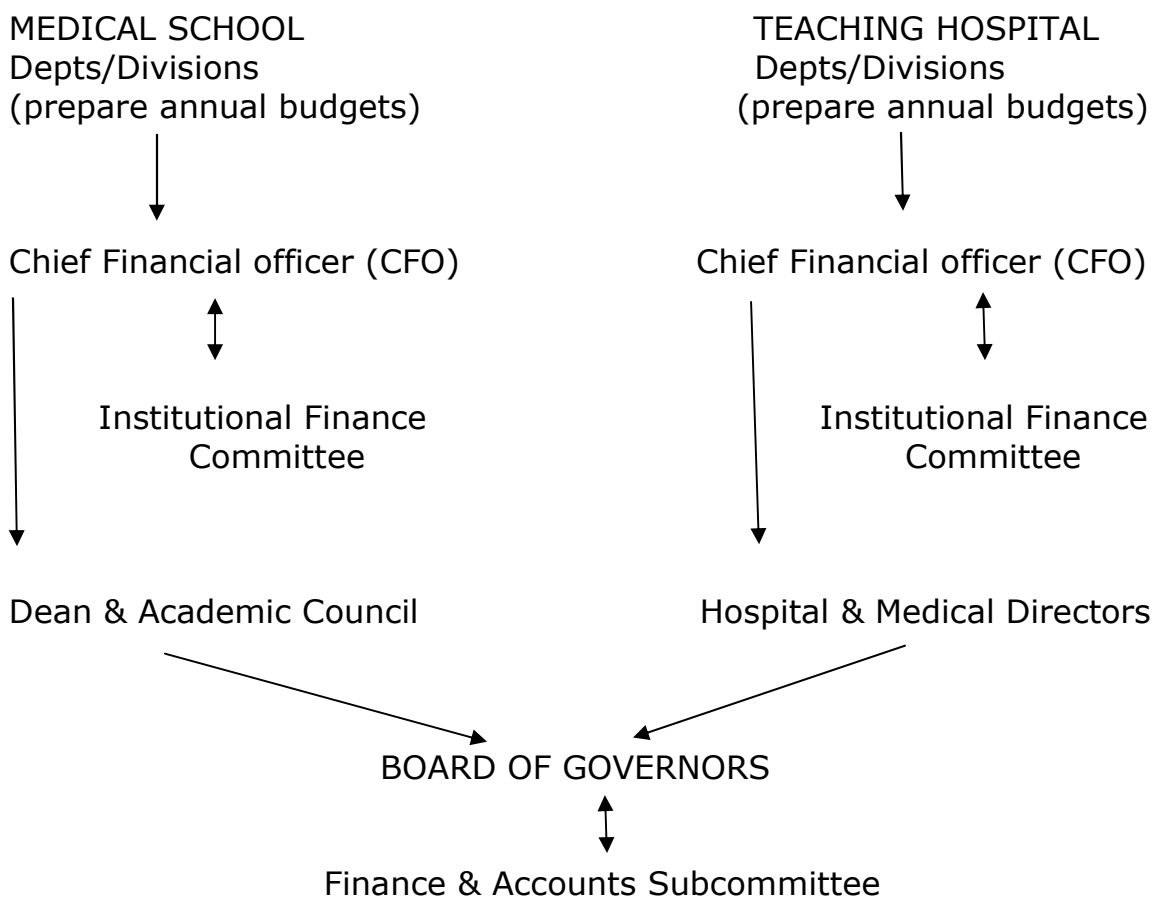 MEDICAL SCHOOL
Depts/Divisions
(prepare annual budgets)
TEACHING HOSPITAL
Depts/Divisions
(prepare annual budgets)
Chief Financial officer (CFO)
Chief Financial officer (CFO)
Institutional Finance
Committee
Institutional Finance
Committee
Dean & Academic Council
Hospital & Medical Directors
BOARD OF GOVERNORS
Finance & Accounts Subcommittee